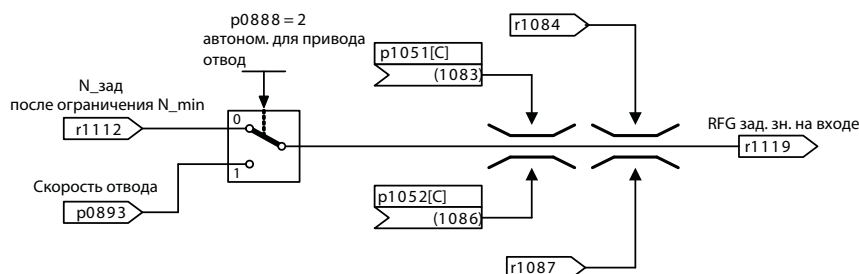 p0888 = 2
автоном. для привода
отвод
r1084
p1051[C]
(1083)
N_зад
после ограничения N_min
r1112
0
1
RFG зад. зн. на входе
r1119
Скорость отвода
p0893
p1052[C]
(1086)
r1087